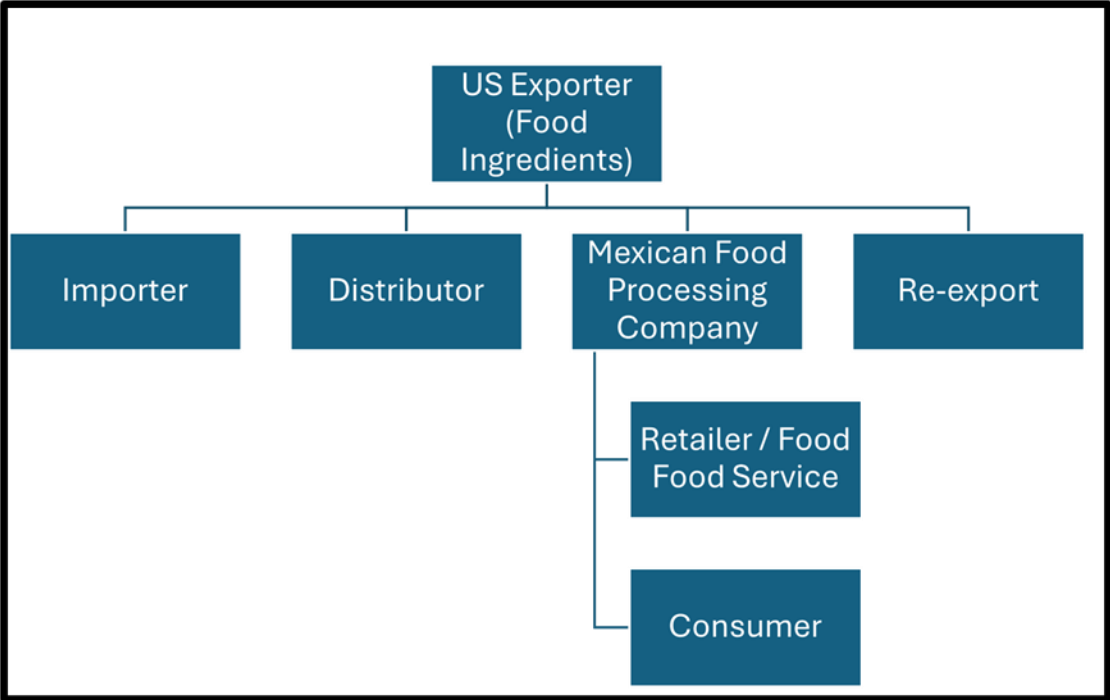 US Exporter
(Food
Ingredients)
Importer
Distributor
Mexican Food
Processing
Company
Re-export
Retailer / Food
Food Service
Consumer